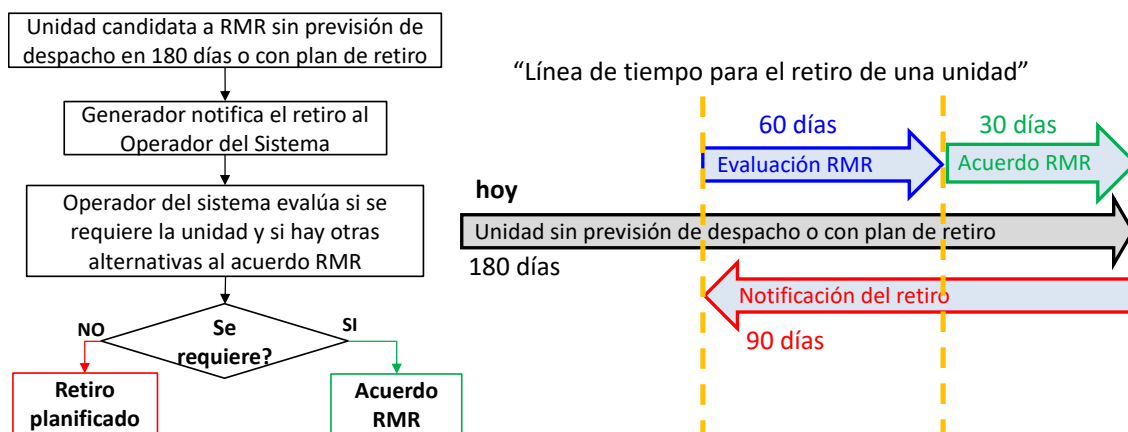 Unidad candidata a RMR sin previsión de
despacho en 180 días o con plan de retiro
Generador notifica el retiro al
Operador del Sistema
Operador del sistema evalúa si se
requiere la unidad y si hay otras
alternativas al acuerdo RMR
NO
Se
requiere?
SI
Retiro
planificado
Acuerdo
RMR
“Línea de tiempo para el retiro de una unidad”
60 días
30 días
Evaluación RMR
Acuerdo RMR
hoy
Unidad sin previsión de despacho o con plan de retiro
180 días
Notificación del retiro
90 días